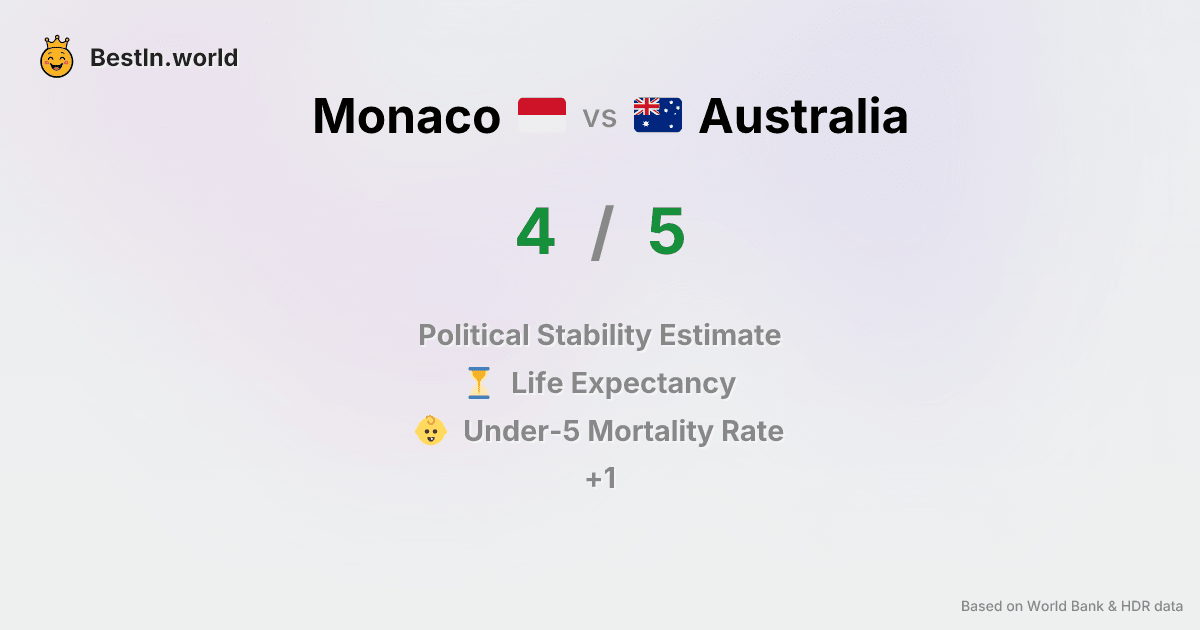 BestIn.world
Monaco vs Australia
4 / 5
Political Stability Estimate
Life Expectancy
Under-5 Mortality Rate
+1
Based on World Bank & HDR data